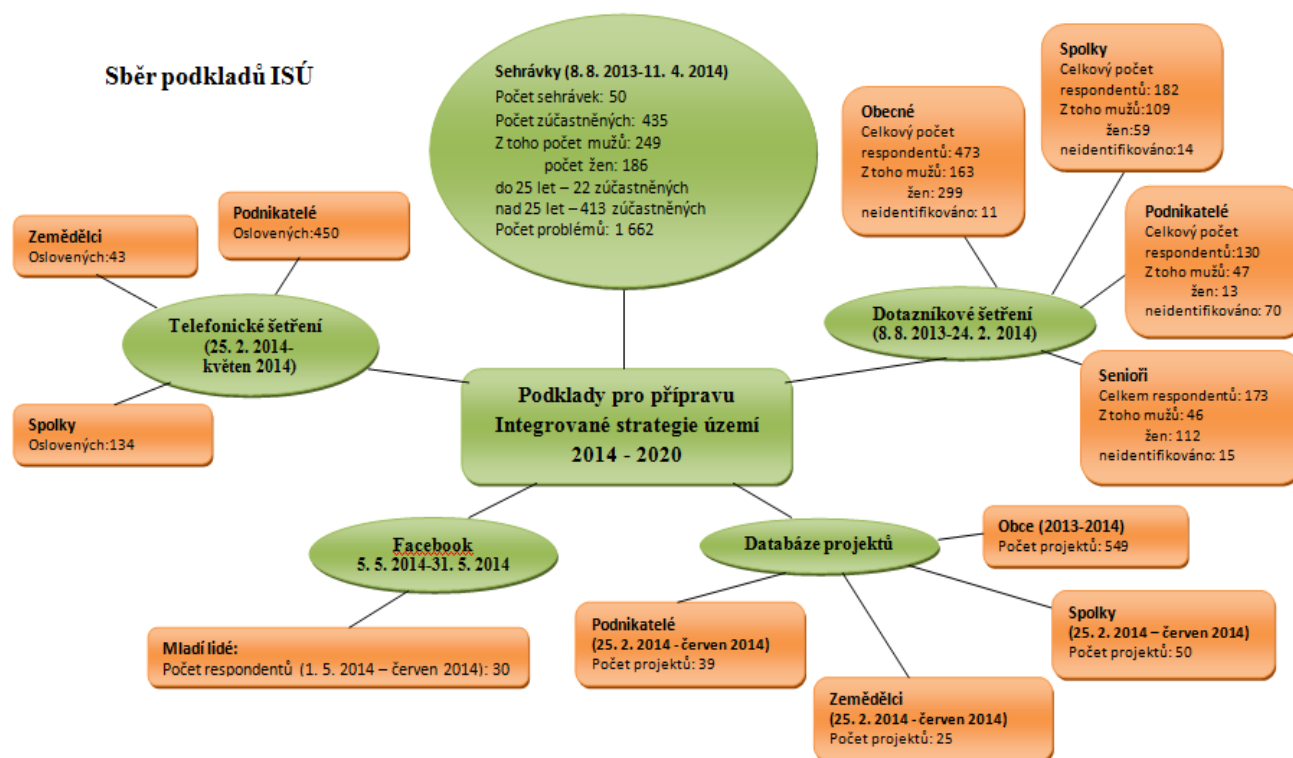 Sběr podkladů ISÚ
Sehrávky (8. 8. 2013-11. 4. 2014)
Počet sehrávek: 50
Počet zúčastněných: 435
Z toho počet mužů: 249
počet žen: 186
do 25 let – 22 zúčastněných
nad 25 let – 413 zúčastněných
Počet problémů: 1 662
Obecné
Celkový počet
respondentů: 473
Z toho mužů: 163
žen: 299
neidentifikováno: 11
Spolky
Celkový počet
respondentů: 182
Z toho mužů:109
žen:59
neidentifikováno:14
Podnikatelé
Celkový počet
respondentů:130
Z toho mužů: 47
žen: 13
neidentifikováno: 70
Senioři
Celkem respondentů: 173
Z toho mužů: 46
žen: 112
neidentifikováno: 15
Dotazníkové šetření
(8. 8. 2013-24. 2. 2014)
Zemědělci
Oslovených:43
Podnikatelé
Oslovených:450
Telefonické šetření
(25. 2. 2014-
květen 2014)
Spolky
Oslovených:134
Podklady pro přípravu
Integrované strategie území
2014 - 2020
Facebook
5. 5. 2014-31. 5. 2014
Mladí lidé:
Počet respondentů (1. 5. 2014 – červen 2014): 30
Databáze projektů
Obce (2013-2014)
Počet projektů: 549
Spolky
(25. 2. 2014 – červen 2014)
Počet projektů: 50
Podnikatelé
(25. 2. 2014 - červen 2014)
Počet projektů: 39
Zemědělci
(25. 2. 2014 - červen 2014)
Počet projektů: 25